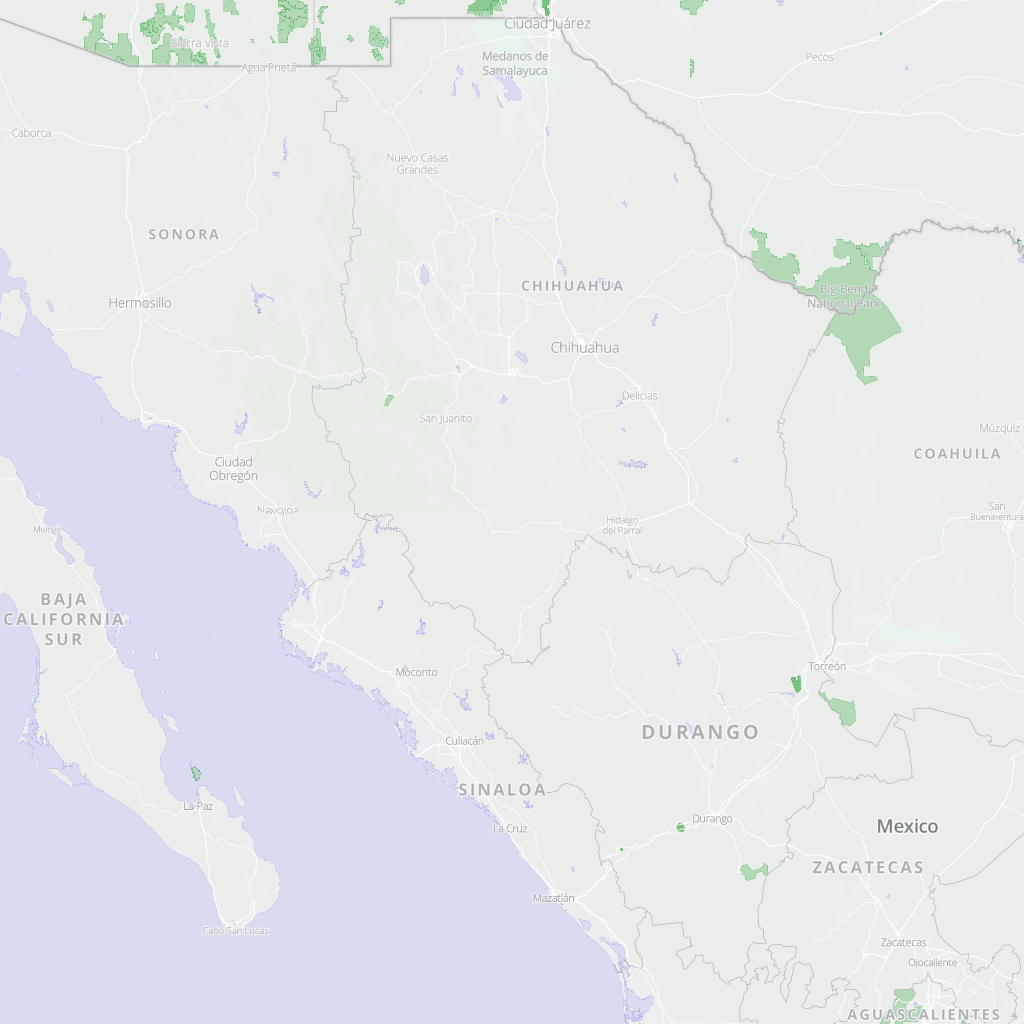 Ciudad Juárez
Sierra Vista
Medanos de
Samalayuca
Pecos
Agua Prieta
Caborca
Nuevo Casas
Grandes
SONORA
CHIHUAHUA
Big Bend
National Park
Hermosillo
Chihuahua
Delicias
San Juanito
Múzquiz
COAHUILA
Ciudad
Obregón
Navojoa
San
Buenaventura
Hidalgo
del Parral
Mulegé
BAJA
CALIFORNIA
SUR
Torreón
Mocorito
DURANGO
Culiacán
SINALOA
La Paz
La Cruz
Durango
Mexico
ZACATECAS
Mazatlán
Cabo San Lucas
Zacatecas
Ojocaliente
AGUASCALIENTES